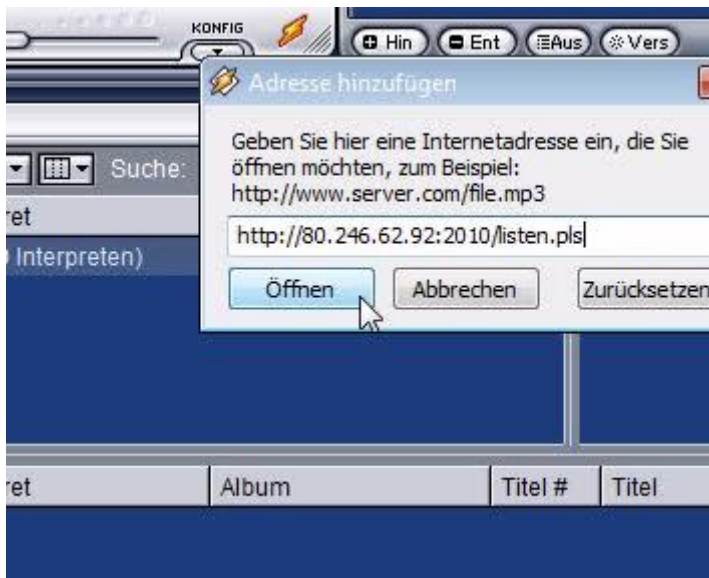 KONFIG
Hin Ent Aus Vers
Adresse hinzufügen
Geben Sie hier eine Internetadresse ein, die Sie
öffnen möchten, zum Beispiel:
http://www.server.com/file.mp3
http://80.246.62.92:2010/listen.pls
Öffnen Abbrechen Zurücksetzen
Suche:
ret
Interpreten)
ret Album Titel # Titel